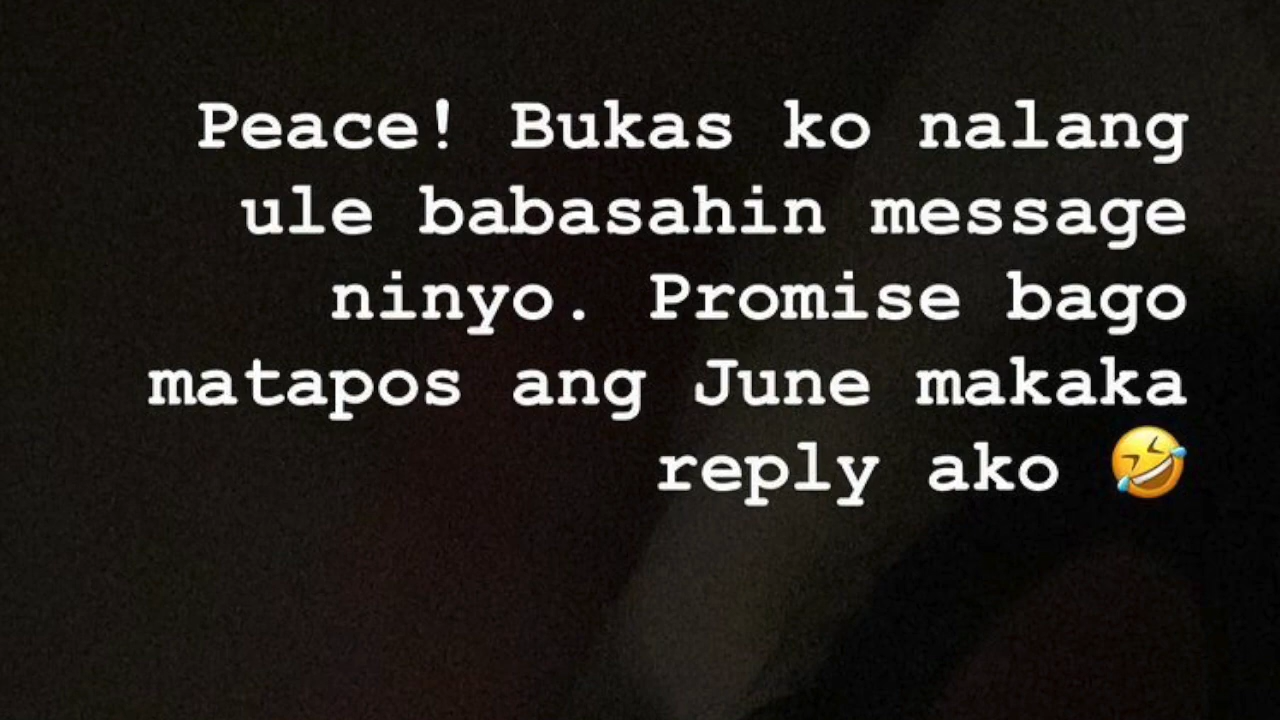 Peace! Bukas ko nalang
ule babasahin message
ninyo. Promise bago
matapos ang June makaka
reply ako 🤣